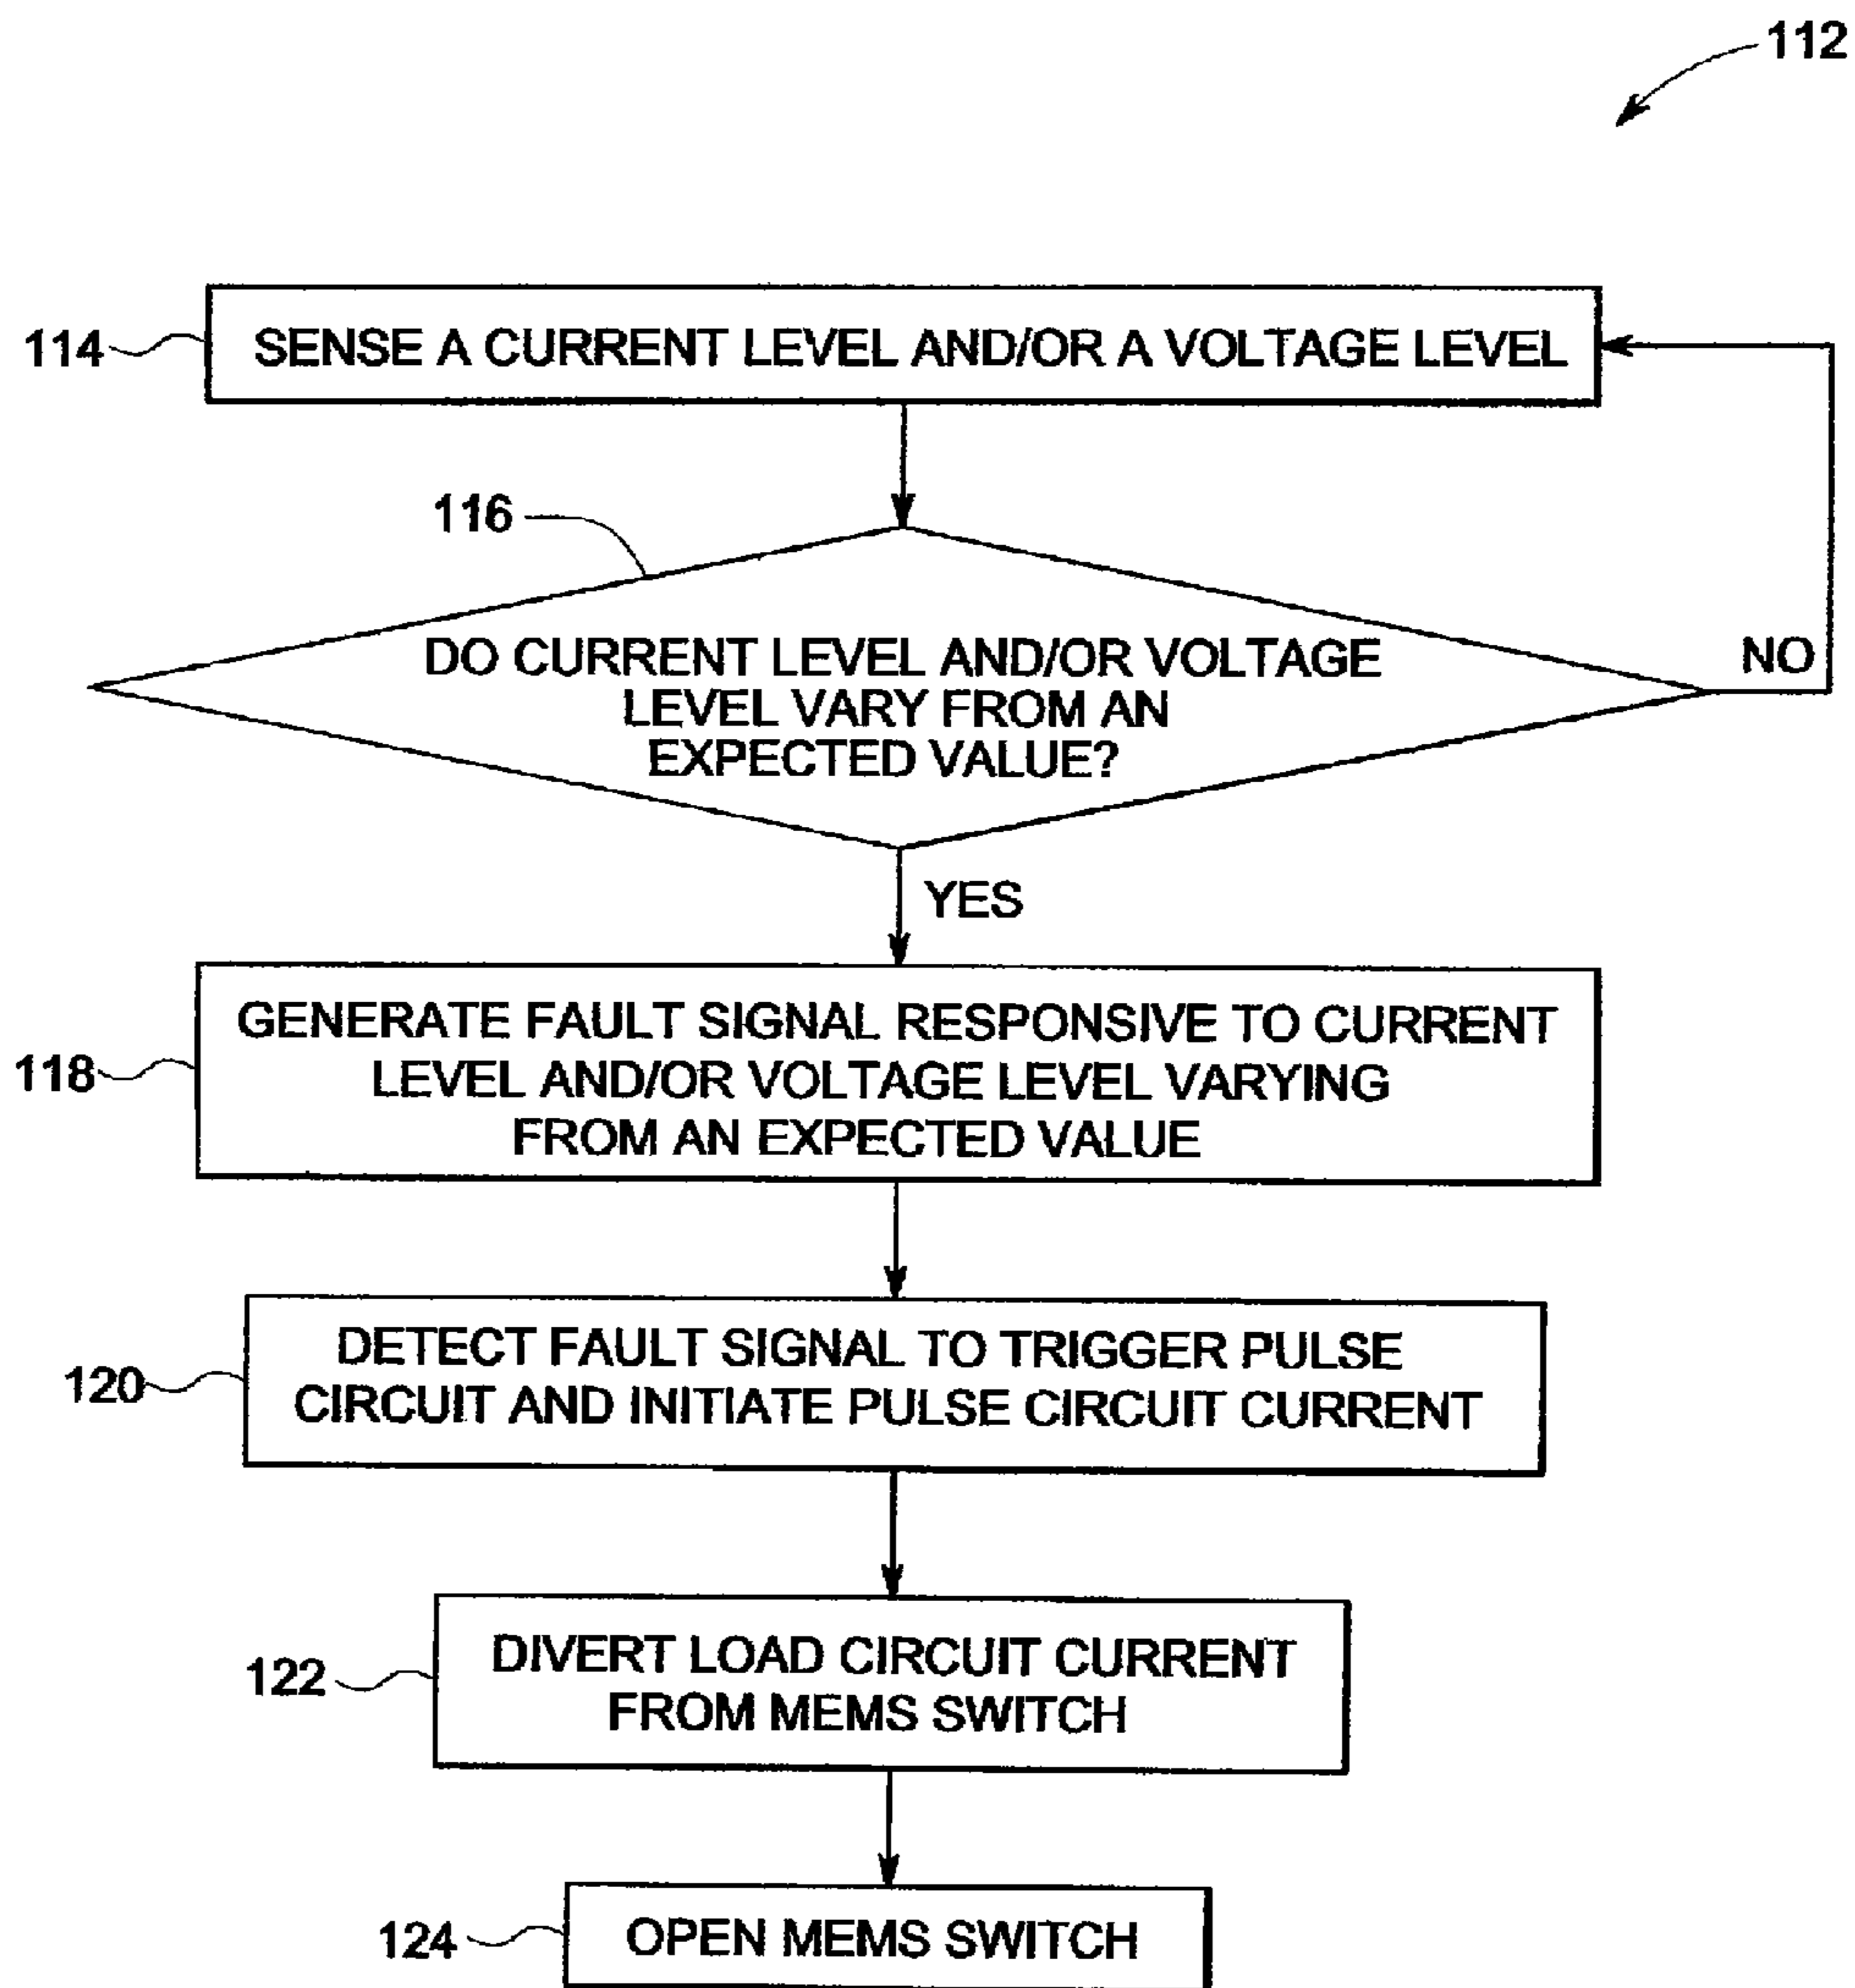 112
114
SENSE A CURRENT LEVEL AND/OR A VOLTAGE LEVEL
116
DO CURRENT LEVEL AND/OR VOLTAGE
LEVEL VARY FROM AN
EXPECTED VALUE?
NO
YES
118
GENERATE FAULT SIGNAL RESPONSIVE TO CURRENT
LEVEL AND/OR VOLTAGE LEVEL VARYING
FROM AN EXPECTED VALUE
120
DETECT FAULT SIGNAL TO TRIGGER PULSE
CIRCUIT AND INITIATE PULSE CIRCUIT CURRENT
122
DIVERT LOAD CIRCUIT CURRENT
FROM MEMS SWITCH
124
OPEN MEMS SWITCH